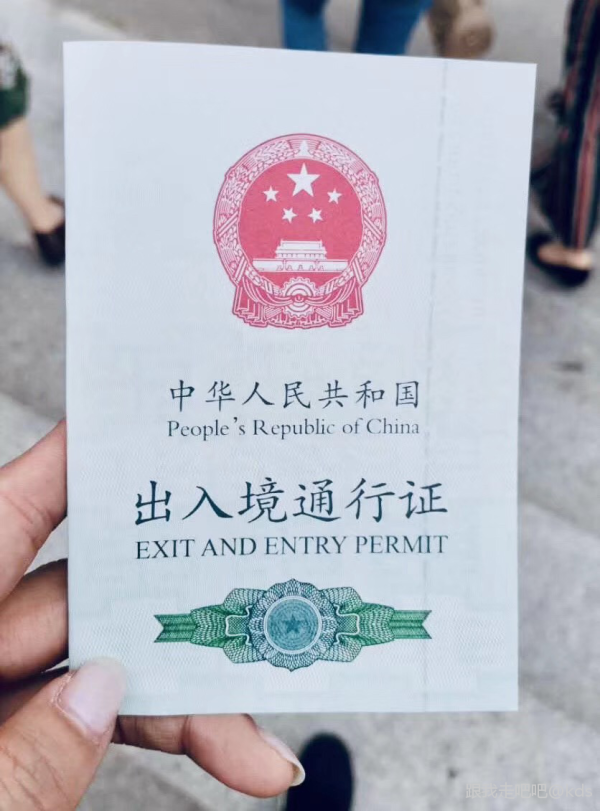 中华人民共和国
People's Republic of China
出入境通行证
EXIT AND ENTRY PERMIT